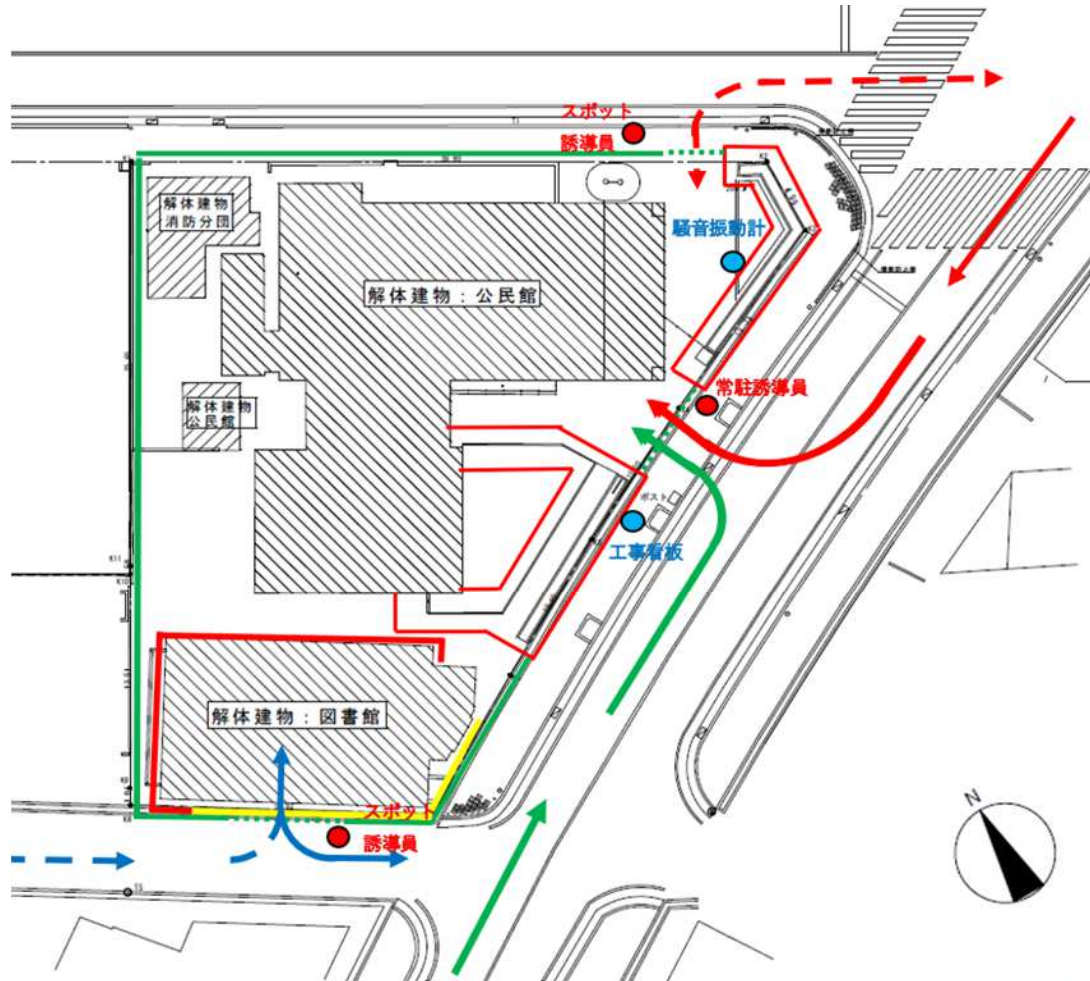 スポット
誘導員
解体建物
消防分団
騒音振動計
解体建物：公民館
常駐誘導員
解体建物
公民館
ポスト
工事看板
K11
K10
解体建物：図書館
スポット
誘導員
N